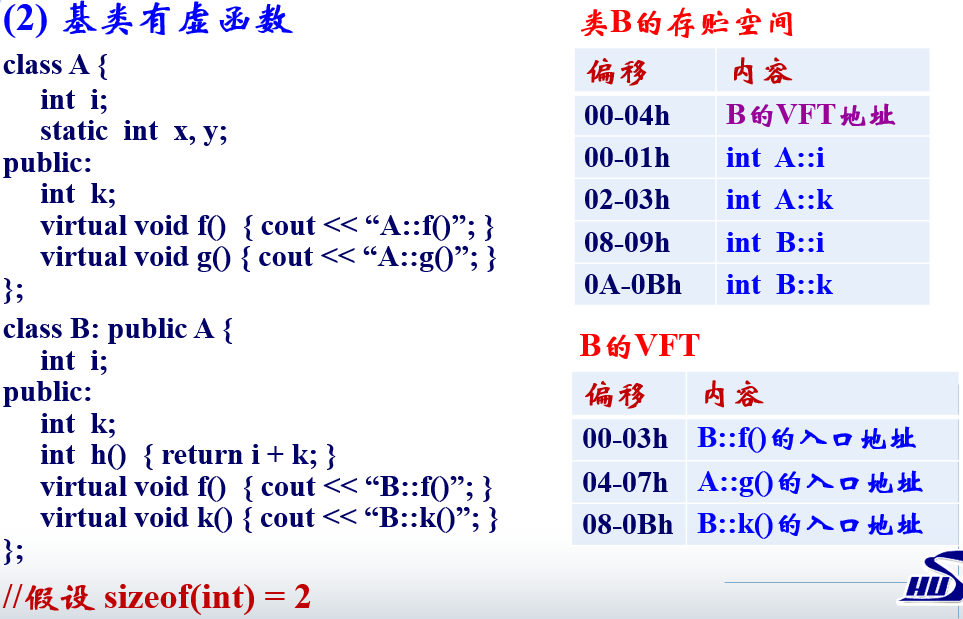 (2) 基类有虚函数
class A {
int i;
static int x, y;
public:
int k;
virtual void f() { cout << “A::f()”; }
virtual void g() { cout << “A::g()”; }
};
class B: public A {
int i;
public:
int k;
int h() { return i + k; }
virtual void f() { cout << “B::f()”; }
virtual void k() { cout << “B::k()”; }
};
//假设 sizeof(int) = 2
类B的存贮空间
偏移 内容
00-04h B的VFT地址
00-01h int A::i
02-03h int A::k
08-09h int B::i
0A-0Bh int B::k
B的VFT
偏移 内容
00-03h B::f()的入口地址
04-07h A::g()的入口地址
08-0Bh B::k()的入口地址